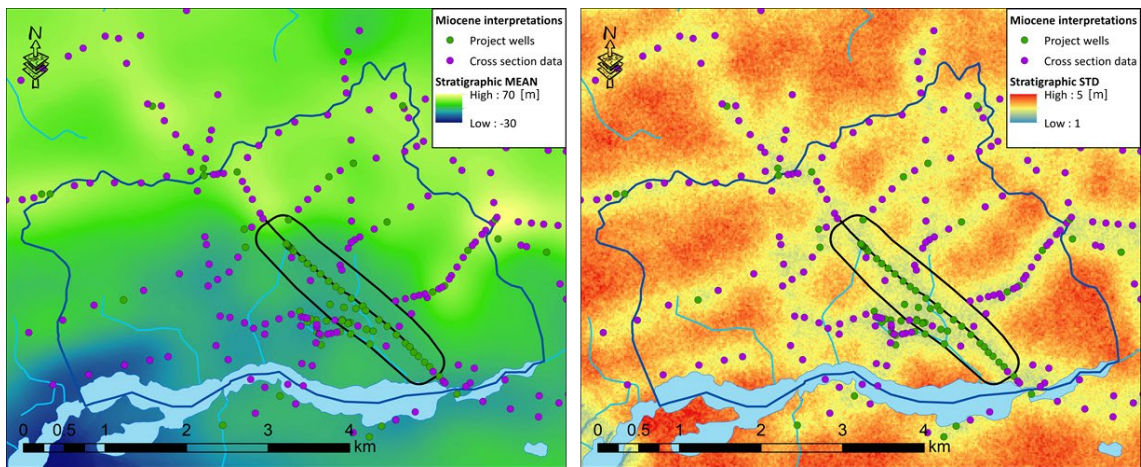 N
Miocene interpretations
Project wells
Cross section data
Stratigraphic MEAN
High : 70 [m]
Low : -30
0 0.5 1 2 3 4
km
N
Miocene interpretations
Project wells
Cross section data
Stratigraphic STD
High : 5 [m]
Low : 1
0 0.5 1 2 3 4
km